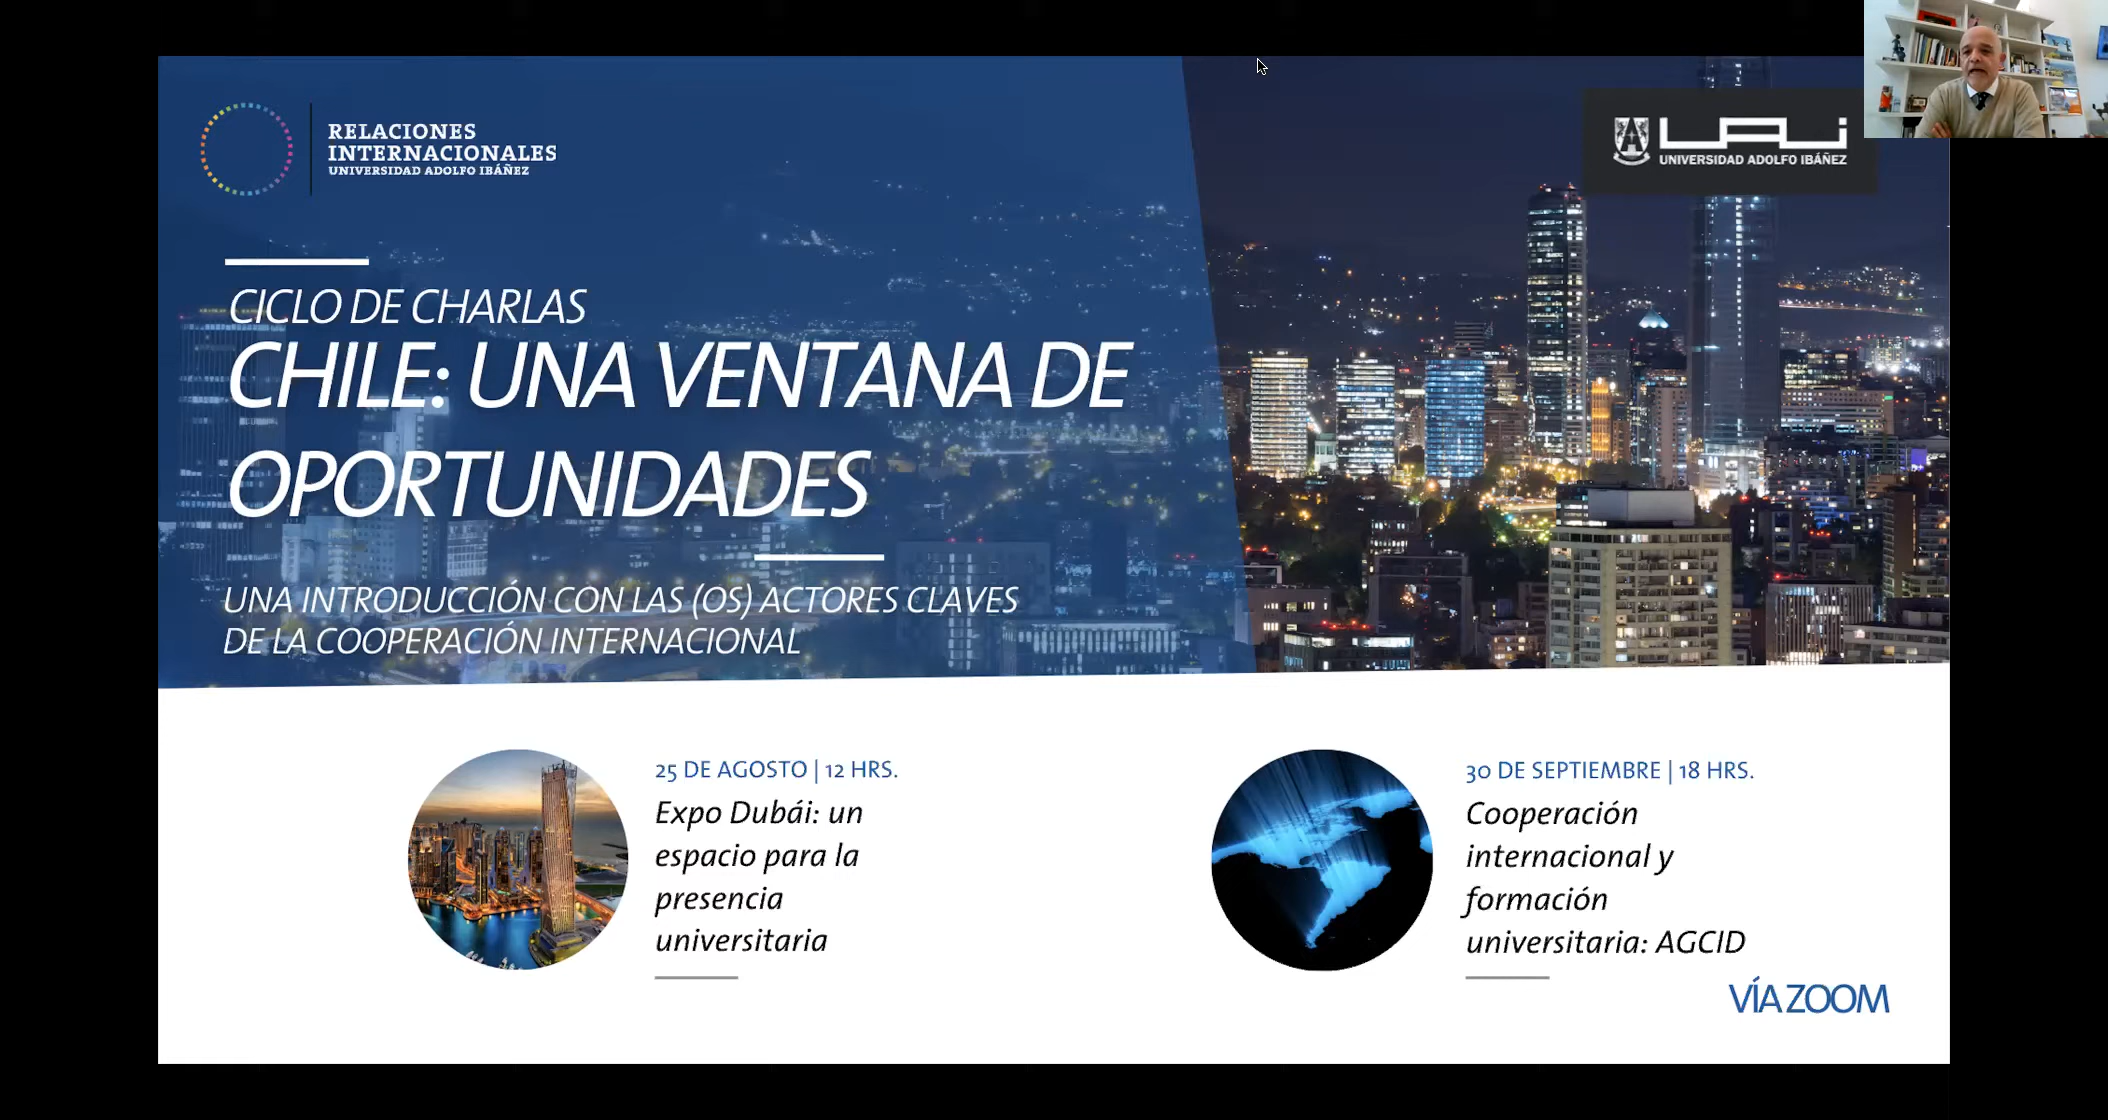 RELACIONES
INTERNACIONALES
UNIVERSIDAD ADOLFO IBÁÑEZ
UAI
UNIVERSIDAD ADOLFO IBÁÑEZ
CICLO DE CHARLAS
CHILE: UNA VENTANA DE
OPORTUNIDADES
UNA INTRODUCCIÓN CON LAS (OS) ACTORES CLAVES
DE LA COOPERACIÓN INTERNACIONAL
25 DE AGOSTO | 12 HRS.
Expo Dubái: un
espacio para la
presencia
universitaria
30 DE SEPTIEMBRE | 18 HRS.
Cooperación
internacional y
formación
universitaria: AGCID
VÍA ZOOM